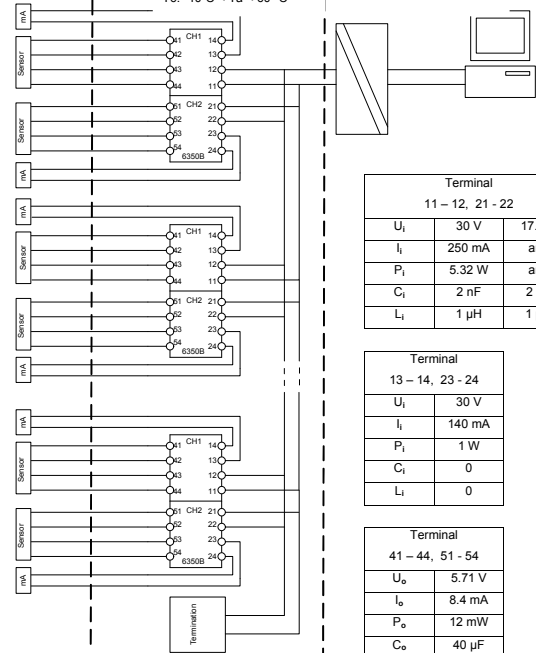 mA
CH1
41 14
Sensor
42 13
43 12
44 11
51 CH2 21
52 22
Sensor
53 23
54 24
6350B
mA
mA
CH1
41 14
42 13
Sensor
43 12
44 11
51 CH2 21
52 22
Sensor
53 23
54 24
6350B
mA
mA
CH1
41 14
42 13
Sensor
43 12
44 11
51 CH2 21
52 22
Sensor
53 23
54 24
6350B
mA
Termination
Terminal
11 – 12, 21 - 22
Ui 30 V 17.
Ii 250 mA
Pi 5.32 W
Ci 2 nF 2
Li 1 µH 1
Terminal
13 – 14, 23 - 24
Ui 30 V
Ii 140 mA
Pi 1 W
Ci 0
Li 0
Terminal
41 – 44, 51 - 54
Uo 5.71 V
Io 8.4 mA
Po 12 mW
Co 40 µF